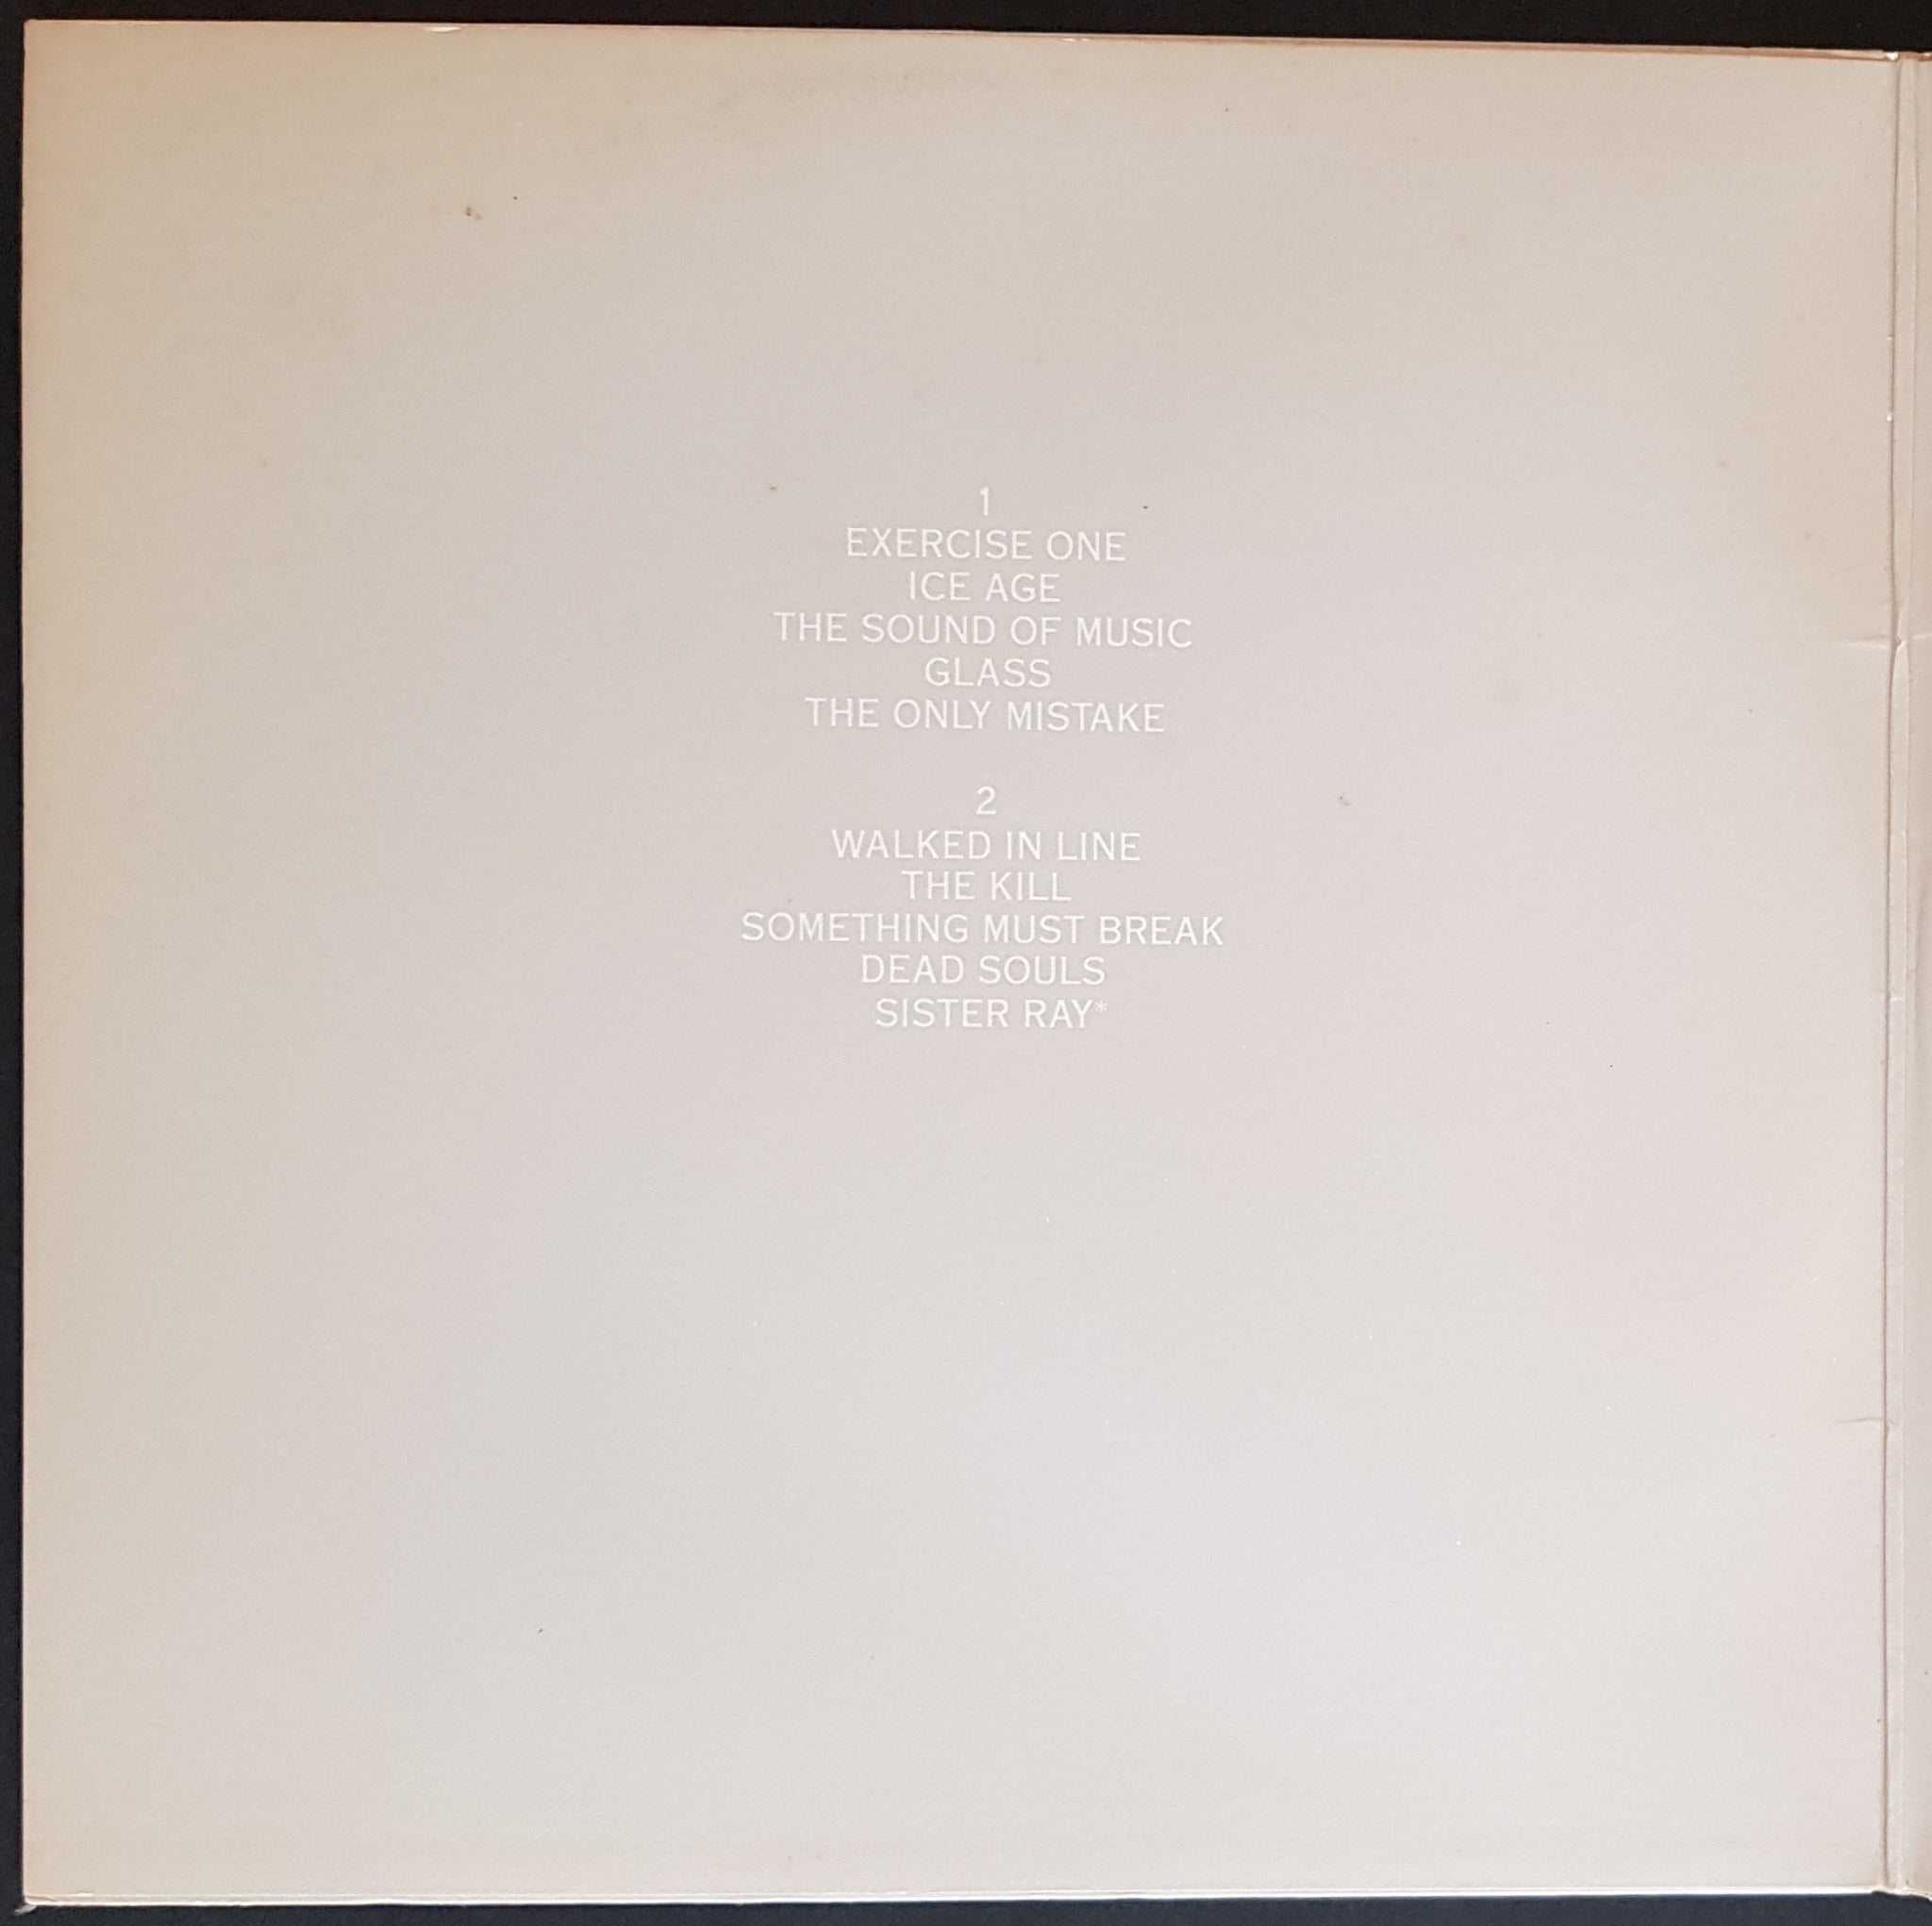 1
EXERCISE ONE
ICE AGE
THE SOUND OF MUSIC
GLASS
THE ONLY MISTAKE
2
WALKED IN LINE
THE KILL
SOMETHING MUST BREAK
DEAD SOULS
SISTER RAY*